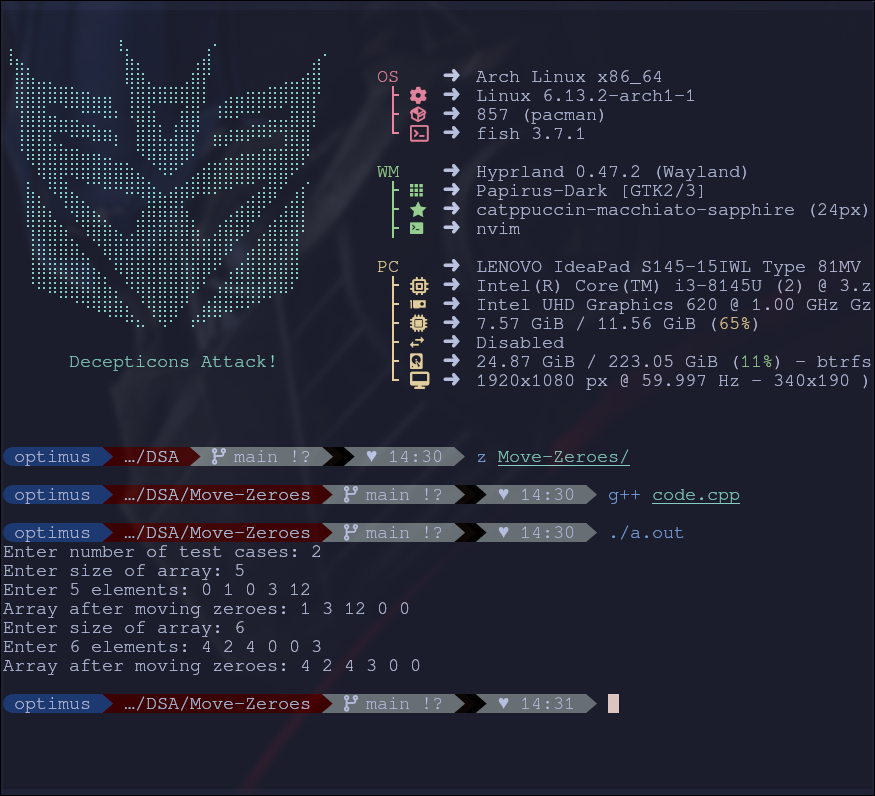 OS Arch Linux x86_64
Linux 6.13.2-arch1-1
857 (pacman)
fish 3.7.1
WM Hyprland 0.47.2 (Wayland)
Papirus-Dark [GTK2/3]
catppuccin-macchiato-sapphire (24px)
nvim
PC LENOVO IdeaPad S145-15IWL Type 81MV
Intel(R) Core(TM) i3-8145U (2) @ 3.z
Intel UHD Graphics 620 @ 1.00 GHz Gz
7.57 GiB / 11.56 GiB (65%)
Disabled
24.87 GiB / 223.05 GiB (11%) - btrfs
1920x1080 px @ 59.997 Hz - 340x190 )
Decepticons Attack!
optimus …/DSA main !? ♥ 14:30 z Move-Zeroes/
optimus …/DSA/Move-Zeroes main !? ♥ 14:30 g++ code.cpp
optimus …/DSA/Move-Zeroes main !? ♥ 14:30 ./a.out
Enter number of test cases: 2
Enter size of array: 5
Enter 5 elements: 0 1 0 3 12
Array after moving zeroes: 1 3 12 0 0
Enter size of array: 6
Enter 6 elements: 4 2 4 0 0 3
Array after moving zeroes: 4 2 4 3 0 0
optimus …/DSA/Move-Zeroes main !? ♥ 14:31